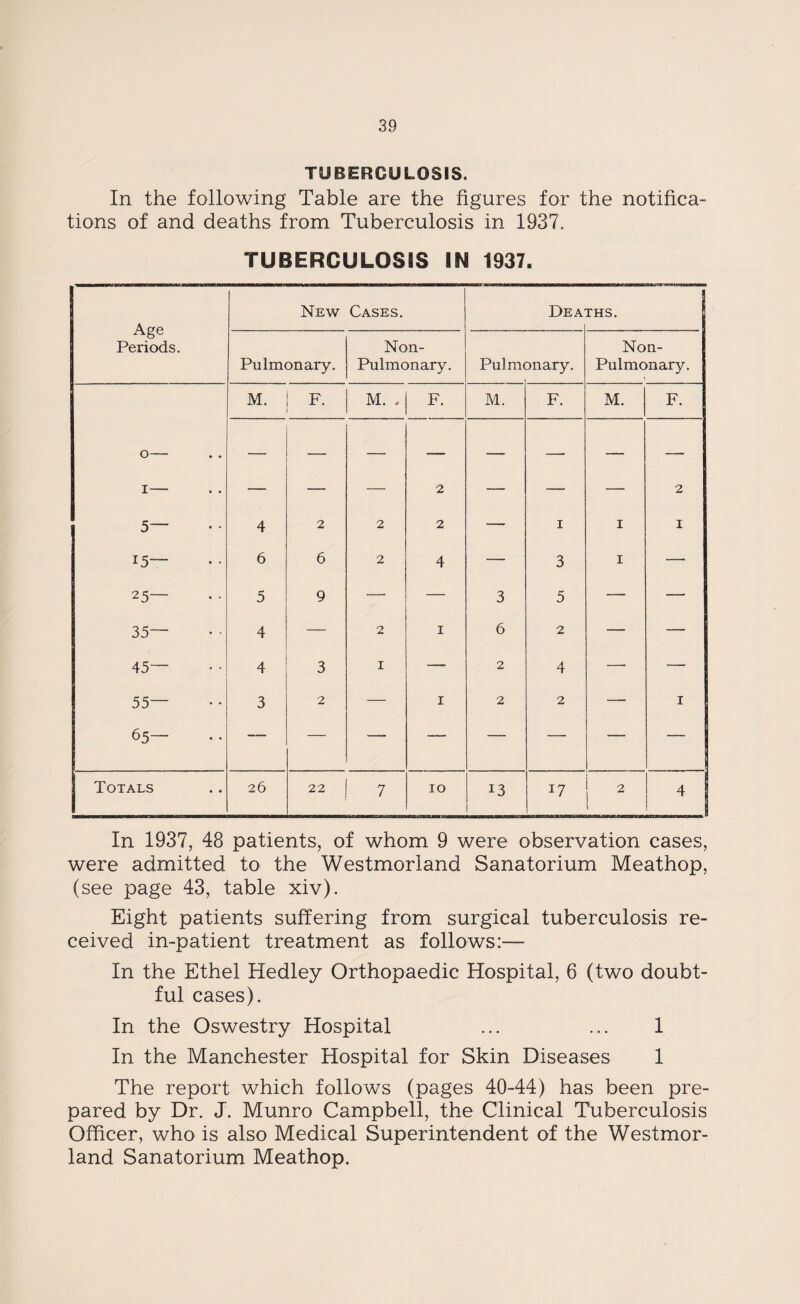 39
TUBERCULOSIS.
In the following Table are the figures for the notifica-
tions of and deaths from Tuberculosis in 1937.
TUBERCULOSIS IN 1937.
Age Periods. | New Cases. | Deaths.
Pulmonary. | Non-Pulmonary. | Pulmonary. | Non-Pulmonary.
M. | F. | M. | F. | M. | F. | M. | F.
0— .. | — | — | — | — | — | — | — | —
1— .. | — | — | — | 2 | — | — | — | 2
5— .. | 4 | 2 | 2 | 2 | — | 1 | 1 | 1
15— .. | 6 | 6 | 2 | 4 | — | 3 | 1 | —
25— .. | 5 | 9 | — | — | 3 | 5 | — | —
35— .. | 4 | — | 2 | 1 | 6 | 2 | — | —
45— .. | 4 | 3 | 1 | — | 2 | 4 | — | —
55— .. | 3 | 2 | — | 1 | 2 | 2 | — | 1
65— .. | — | — | — | — | — | — | — | —
Totals .. | 26 | 22 | 7 | 10 | 13 | 17 | 2 | 4
In 1937, 48 patients, of whom 9 were observation cases,
were admitted to the Westmorland Sanatorium Meathop,
(see page 43, table xiv).
Eight patients suffering from surgical tuberculosis re-
ceived in-patient treatment as follows:—
In the Ethel Hedley Orthopaedic Hospital, 6 (two doubt-
ful cases).
In the Oswestry Hospital ... ... 1
In the Manchester Hospital for Skin Diseases 1
The report which follows (pages 40-44) has been pre-
pared by Dr. J. Munro Campbell, the Clinical Tuberculosis
Officer, who is also Medical Superintendent of the Westmor-
land Sanatorium Meathop.